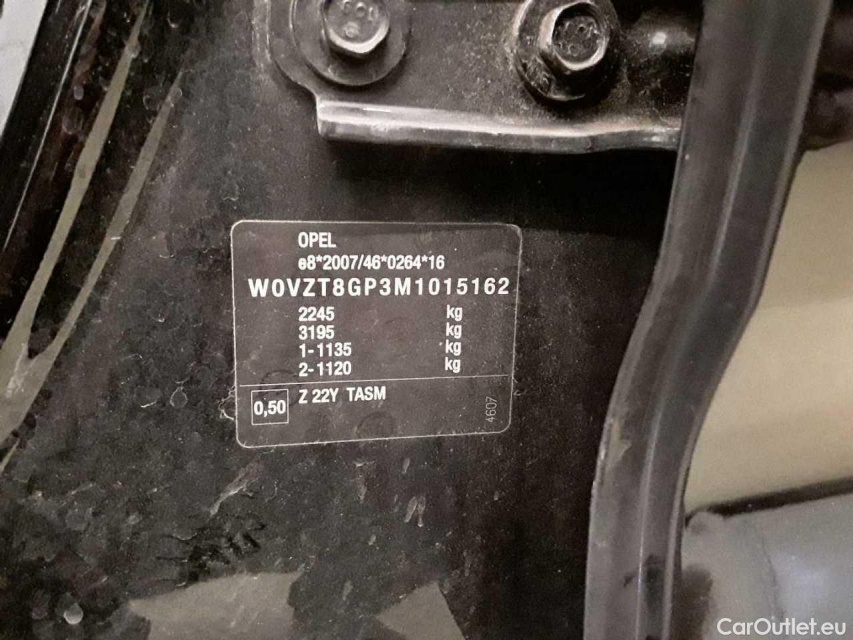 OPEL
e8*2007/46*0264*16
W0VZT8GP3M1015162
2245 kg
3195 kg
1-1135 kg
2-1120 kg
0,50 Z 22Y TASM
4607
CarOutlet.eu